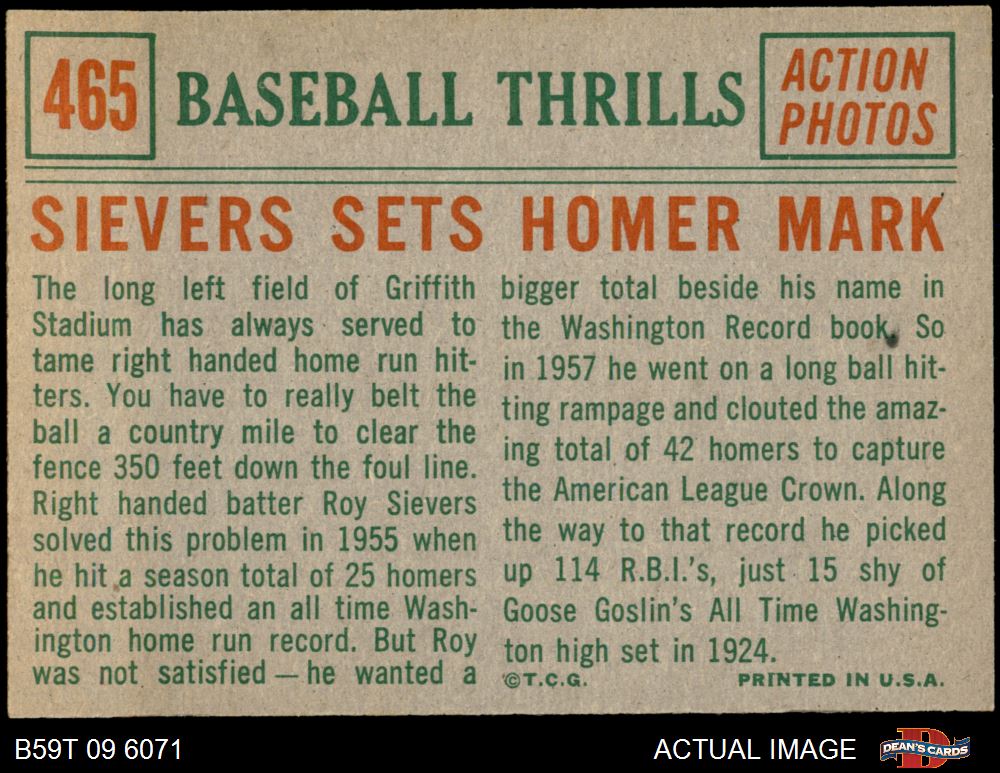 465
BASEBALL THRILLS
ACTION
PHOTOS
SIEVERS SETS HOMER MARK
The long left field of Griffith
Stadium has always served to
tame right handed home run hit-
ters. You have to really belt the
ball a country mile to clear the
fence 350 feet down the foul line.
Right handed batter Roy Sievers
solved this problem in 1955 when
he hit a season total of 25 homers
and established an all time Wash-
ington home run record. But Roy
was not satisfied — he wanted a
bigger total beside his name in
the Washington Record book. So
in 1957 he went on a long ball hit-
ting rampage and clouted the amaz-
ing total of 42 homers to capture
the American League Crown. Along
the way to that record he picked
up 114 R.B.I.'s, just 15 shy of
Goose Goslin's All Time Washing-
ton high set in 1924.
©T.C.G. PRINTED IN U.S.A.
B59T 09 6071
ACTUAL IMAGE
DEAN'S CARDS